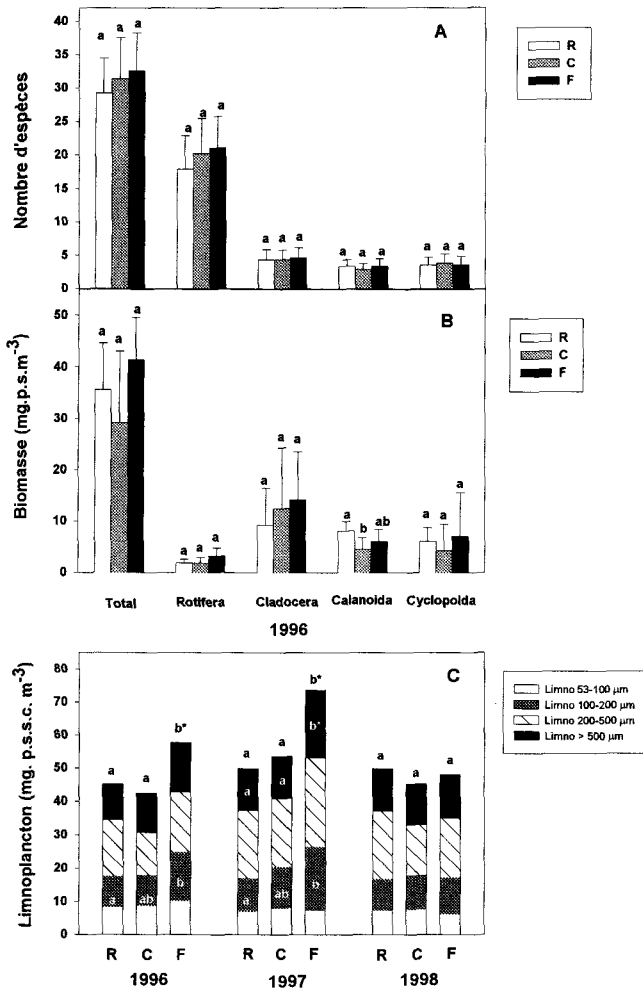 A
Nombre d'espèces
40
35
30
25
20
15
10
5
0
a a a
a a a
a a a
a a a
a a a
R
C
F
B
Biomasse (mg.p.s.m-3)
50
40
30
20
10
0
a a a
a a a
a a a
a b ab
a a a
R
C
F
Total Rotifera Cladocera Calanoida Cyclopoida
1996
C
Limnoplancton (mg. p.s.s.c. m-3)
80
70
60
50
40
30
20
10
0
a a b* a a b* a a a
a a b*
a ab b a ab b
Limno 53-100 µm
Limno 100-200 µm
Limno 200-500 µm
Limno > 500 µm
R C F R C F R C F
1996 1997 1998